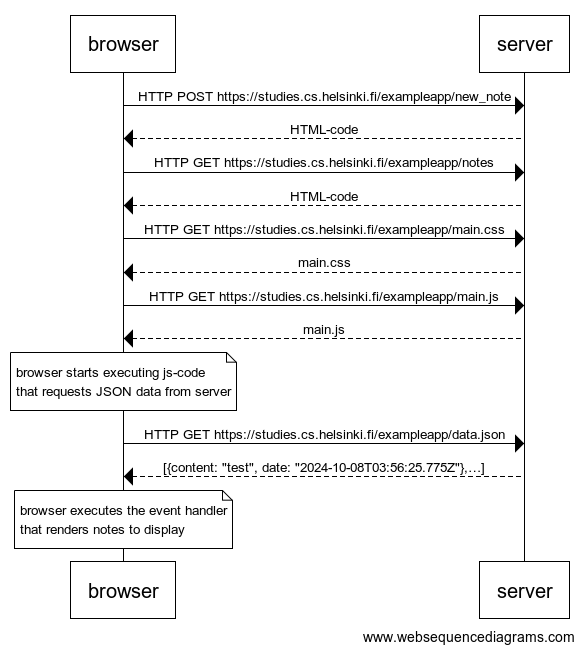 browser
server
HTTP POST https://studies.cs.helsinki.fi/exampleapp/new_note
HTML-code
HTTP GET https://studies.cs.helsinki.fi/exampleapp/notes
HTML-code
HTTP GET https://studies.cs.helsinki.fi/exampleapp/main.css
main.css
HTTP GET https://studies.cs.helsinki.fi/exampleapp/main.js
main.js
browser starts executing js-code
that requests JSON data from server
HTTP GET https://studies.cs.helsinki.fi/exampleapp/data.json
[{content: "test", date: "2024-10-08T03:56:25.775Z"},...]
browser executes the event handler
that renders notes to display
browser
server
www.websequencediagrams.com